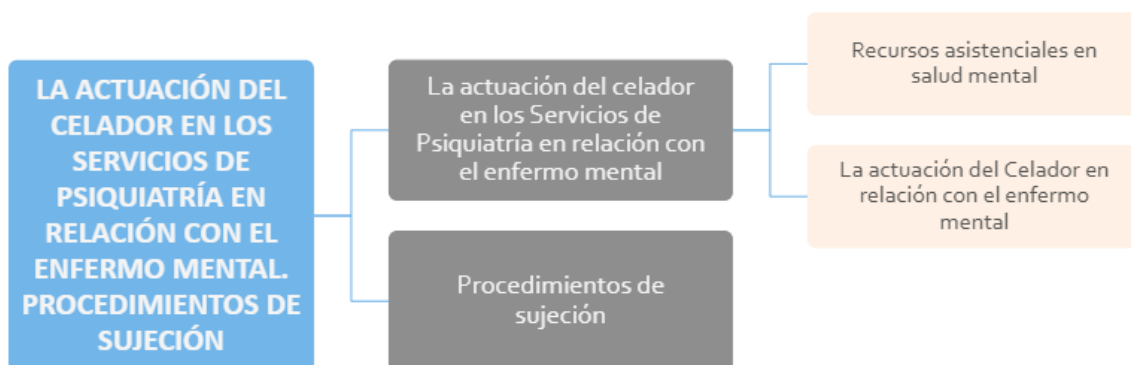 LA ACTUACIÓN DEL
CELADOR EN LOS
SERVICIOS DE
PSIQUIATRÍA EN
RELACIÓN CON EL
ENFERMO MENTAL.
PROCEDIMIENTOS DE
SUJECIÓN
La actuación del celador
en los Servicios de
Psiquiatría en relación con
el enfermo mental
Recursos asistenciales en
salud mental
La actuación del Celador en
relación con el enfermo
mental
Procedimientos de
sujeción